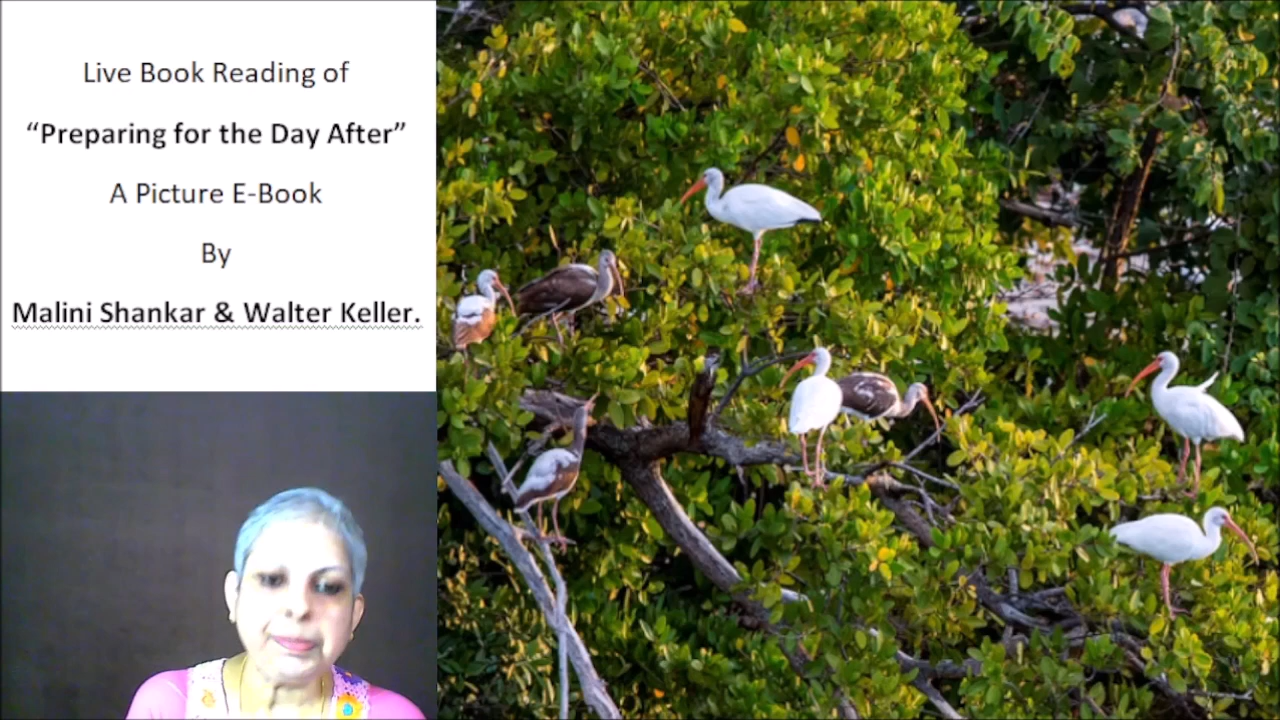 Live Book Reading of
“Preparing for the Day After”
A Picture E-Book
By
Malini Shankar & Walter Keller.